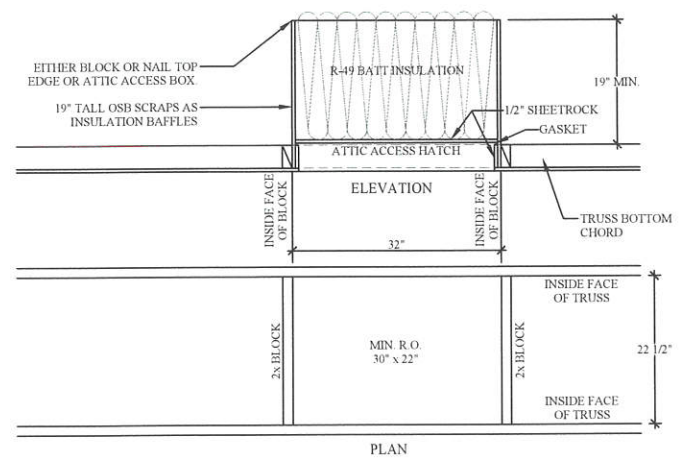 EITHER BLOCK OR NAIL TOP
EDGE OR ATTIC ACCESS BOX.
19" TALL OSB SCRAPS AS
INSULATION BAFFLES
R-49 BATT INSULATION
19" MIN.
1/2" SHEETROCK
GASKET
ATTIC ACCESS HATCH
ELEVATION
INSIDE FACE
OF BLOCK
INSIDE FACE
OF BLOCK
TRUSS BOTTOM
CHORD
32"
INSIDE FACE
OF TRUSS
2x BLOCK
MIN. R.O.
30" x 22"
2x BLOCK
22 1/2"
INSIDE FACE
OF TRUSS
PLAN